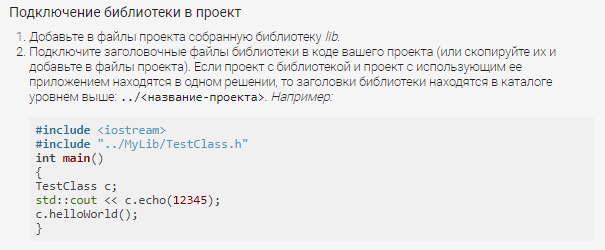 Подключение библиотеки в проект
1. Добавьте в файлы проекта собранную библиотеку lib.
2. Подключите заголовочные файлы библиотеки в коде вашего проекта (или скопируйте их и
добавьте в файлы проекта). Если проект с библиотекой и проект с использующим ее
приложением находятся в одном решении, то заголовки библиотеки находятся в каталоге
уровнем выше: ../<название-проекта>. Например:
#include <iostream>
#include "../MyLib/TestClass.h"
int main()
{
TestClass c;
std::cout << c.echo(12345);
c.helloWorld();
}